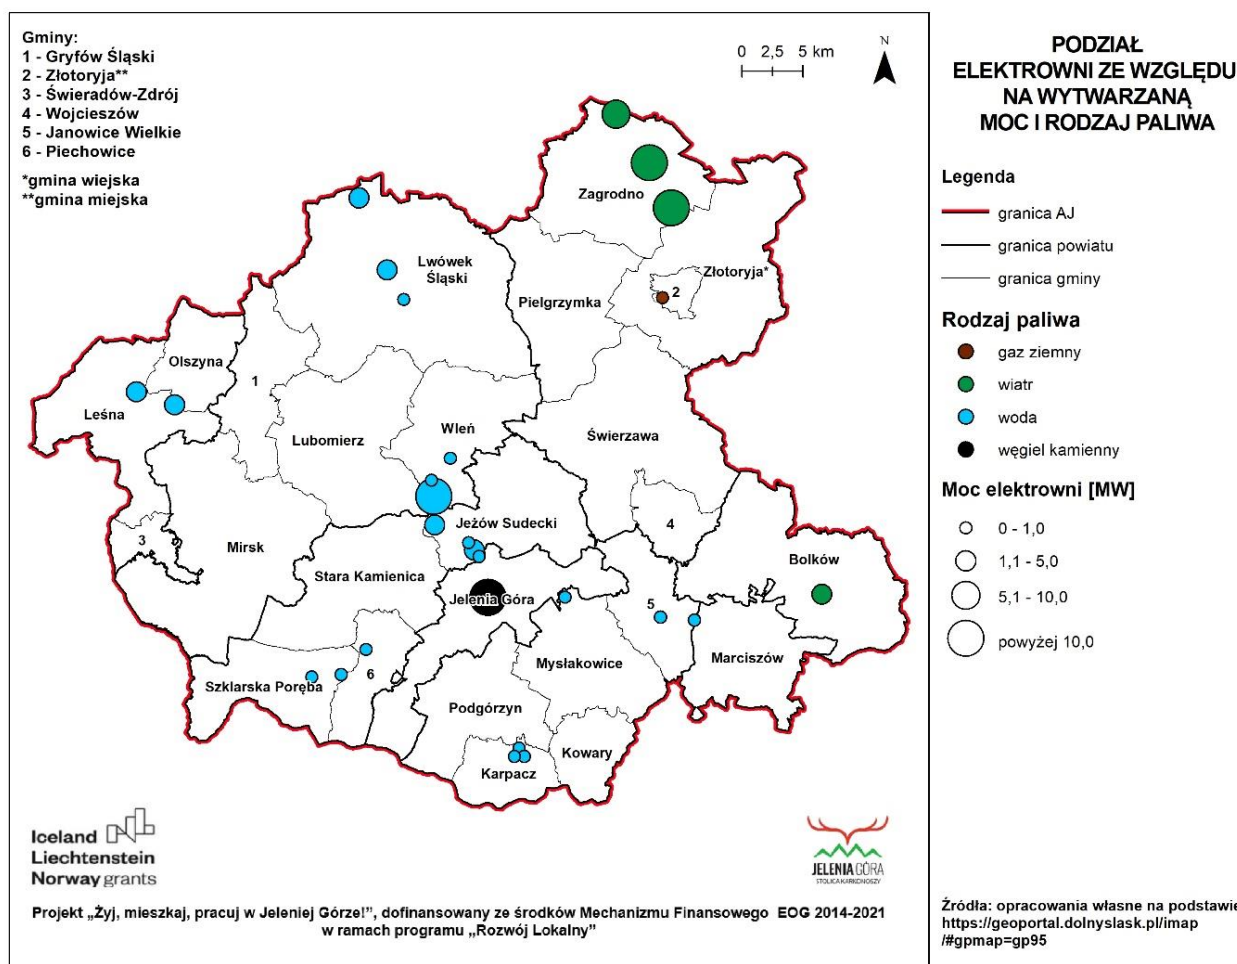 Gminy:
1 - Gryfów Śląski
2 - Złotoryja**
3 - Świeradów-Zdrój
4 - Wojcieszów
5 - Janowice Wielkie
6 - Piechowice
*gmina wiejska
**gmina miejska
0 2,5 5 km
N
Zagrodno
Lwówek
Śląski
Złotoryja*
2
Pielgrzymka
Olszyna
1
Leśna
Lubomierz
Wleń
Świerzawa
Jeżów Sudecki
4
3
Mirsk
Bolków
Stara Kamienica
Jelenia Góra
5
Mysłakowice
Marciszów
6
Szklarska Poręba
Podgórzyn
Kowary
Karpacz
Iceland
Liechtenstein
Norway grants
JELENIA GÓRA
STOLICA KARKONOSZY
Projekt „Żyj, mieszkaj, pracuj w Jeleniej Górze!”, dofinansowany ze środków Mechanizmu Finansowego EOG 2014-2021
w ramach programu „Rozwój Lokalny”
PODZIAŁ
ELEKTROWNI ZE WZGLĘDU
NA WYTWARZANĄ
MOC I RODZAJ PALIWA
Legenda
granica AJ
granica powiatu
granica gminy
Rodzaj paliwa
gaz ziemny
wiatr
woda
węgiel kamienny
Moc elektrowni [MW]
0 - 1,0
1,1 - 5,0
5,1 - 10,0
powyżej 10,0
Źródła: opracowania własne na podstawie
https://geoportal.dolnyslask.pl/imap
/#gpmap=gp95